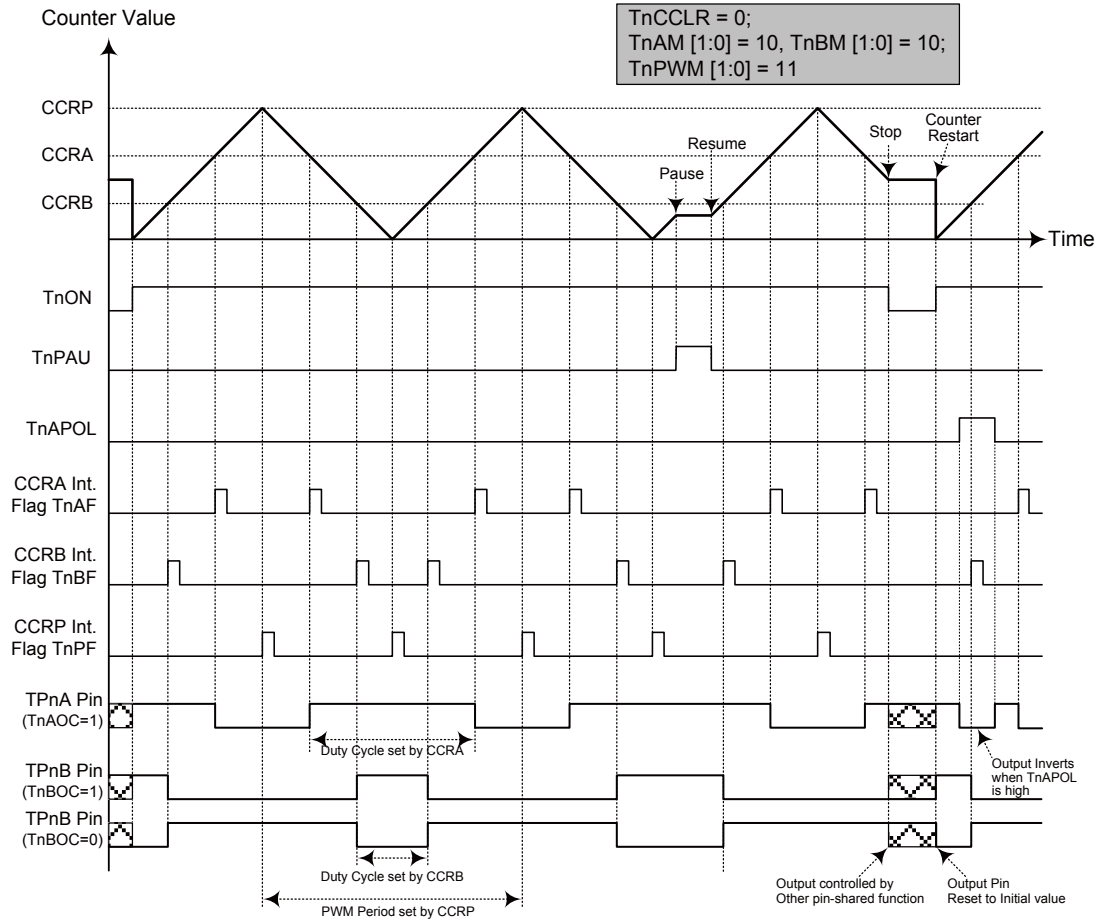 Counter Value
TnCCLR = 0;
TnAM [1:0] = 10, TnBM [1:0] = 10;
TnPWM [1:0] = 11
CCRP
CCRA
CCRB
Pause
Resume
Stop
Counter
Restart
Time
TnON
TnPAU
TnAPOL
CCRA Int.
Flag TnAF
CCRB Int.
Flag TnBF
CCRP Int.
Flag TnPF
TPnA Pin
(TnAOC=1)
Duty Cycle set by CCRA
Output Inverts
when TnAPOL
is high
TPnB Pin
(TnBOC=1)
TPnB Pin
(TnBOC=0)
Duty Cycle set by CCRB
PWM Period set by CCRP
Output controlled by
Other pin-shared function
Output Pin
Reset to Initial value